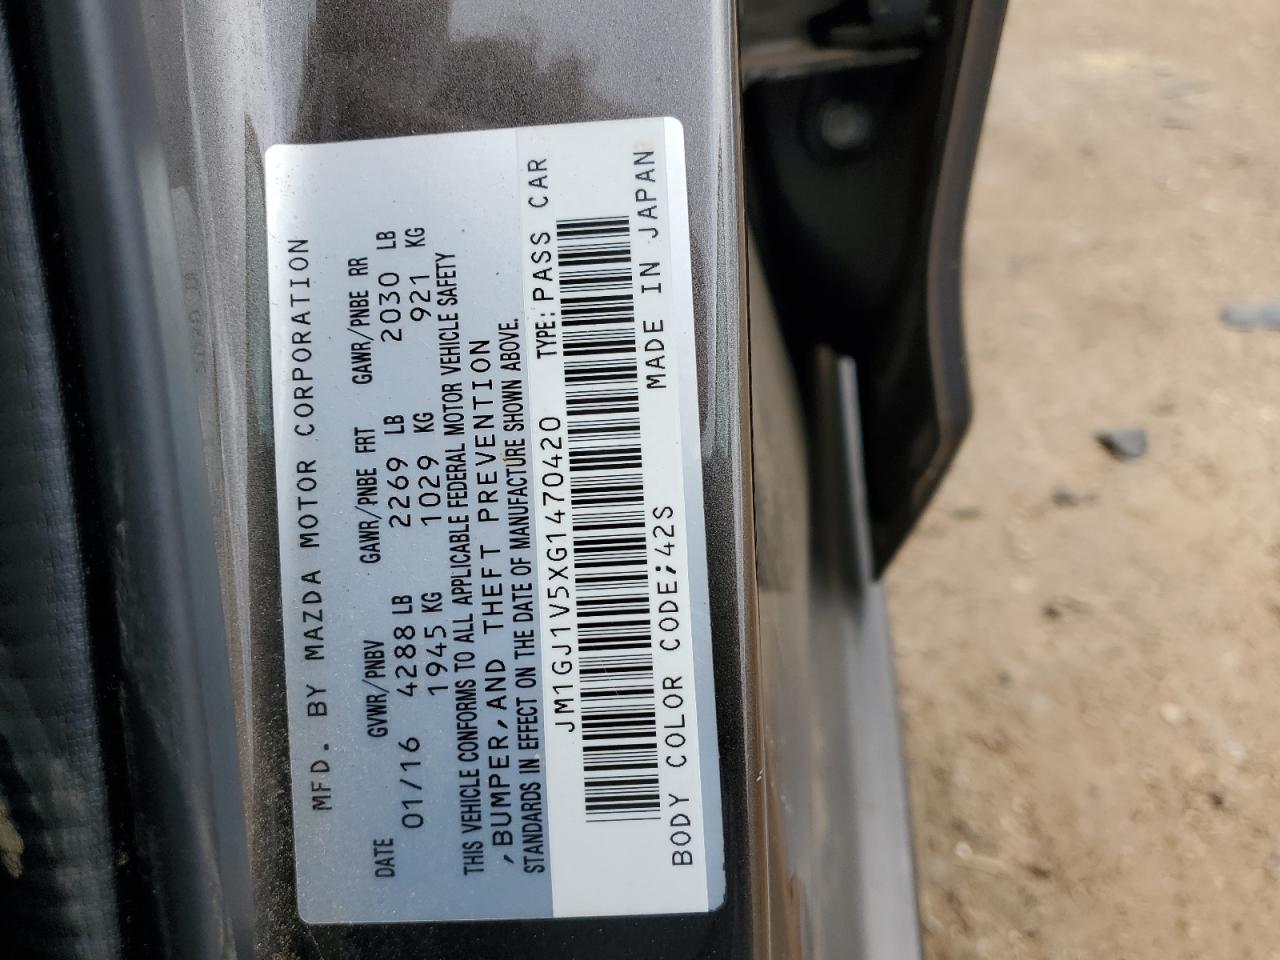 MFD. BY MAZDA MOTOR CORPORATION
DATE GVWR/PNBV GAWR/PNBE FRT GAWR/PNBE RR
01/16 4288 LB 2269 LB 2030 LB
1945 KG 1029 KG 921 KG
THIS VEHICLE CONFORMS TO ALL APPLICABLE FEDERAL MOTOR VEHICLE SAFETY
,BUMPER,AND THEFT PREVENTION
STANDARDS IN EFFECT ON THE DATE OF MANUFACTURE SHOWN ABOVE.
JM1GJ1V5XG1470420 TYPE:PASS CAR
BODY COLOR CODE;42S MADE IN JAPAN